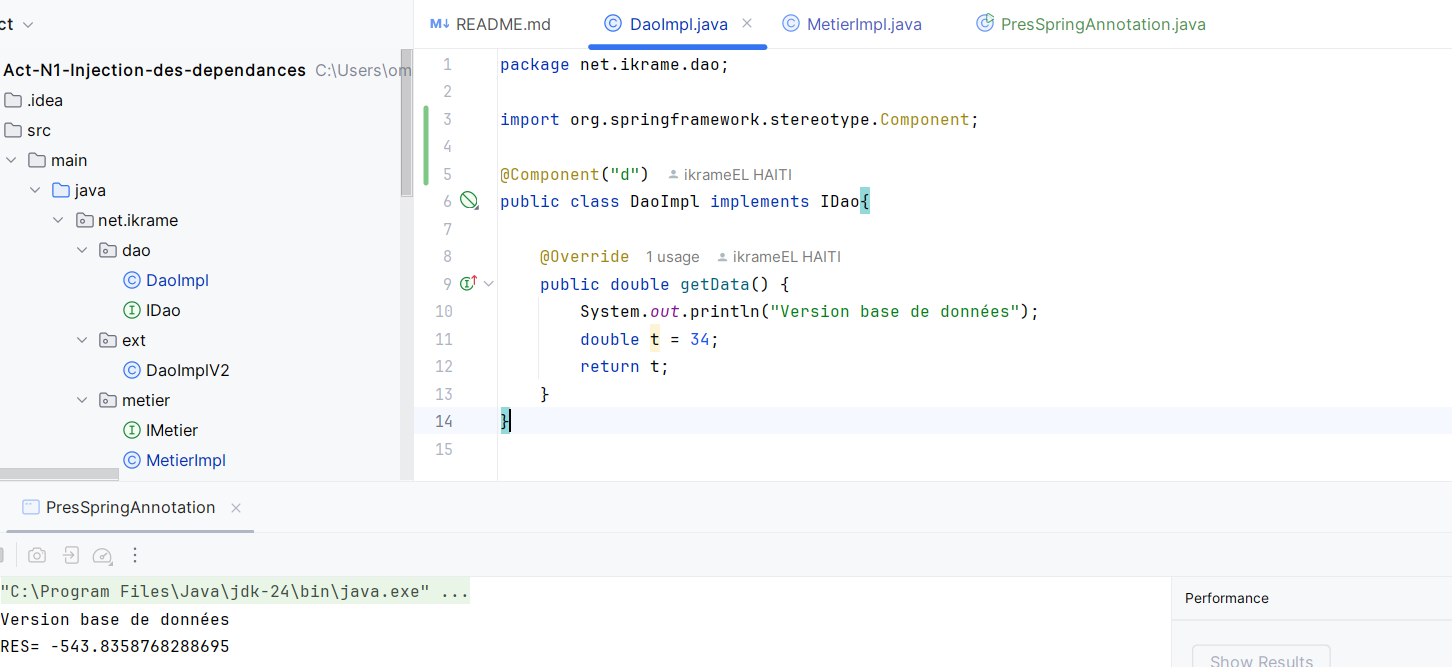 ct
README.md
DaoImpl.java
MetierImpl.java
PresSpringAnnotation.java
Act-N1-Injection-des-dependances C:\Users\om
.idea
src
main
java
net.ikrame
dao
DaoImpl
IDao
ext
DaoImplV2
metier
IMetier
MetierImpl
1 package net.ikrame.dao;
2
3 import org.springframework.stereotype.Component;
4
5 @Component("d") ikrameEL HAITI
6 public class DaoImpl implements IDao{
7
8 @Override 1 usage ikrameEL HAITI
9 public double getData() {
10 System.out.println("Version base de données");
11 double t = 34;
12 return t;
13 }
14 }
15
PresSpringAnnotation
"C:\Program Files\Java\jdk-24\bin\java.exe" ...
Version base de données
RES= -543.8358768288695
Performance
Show Results